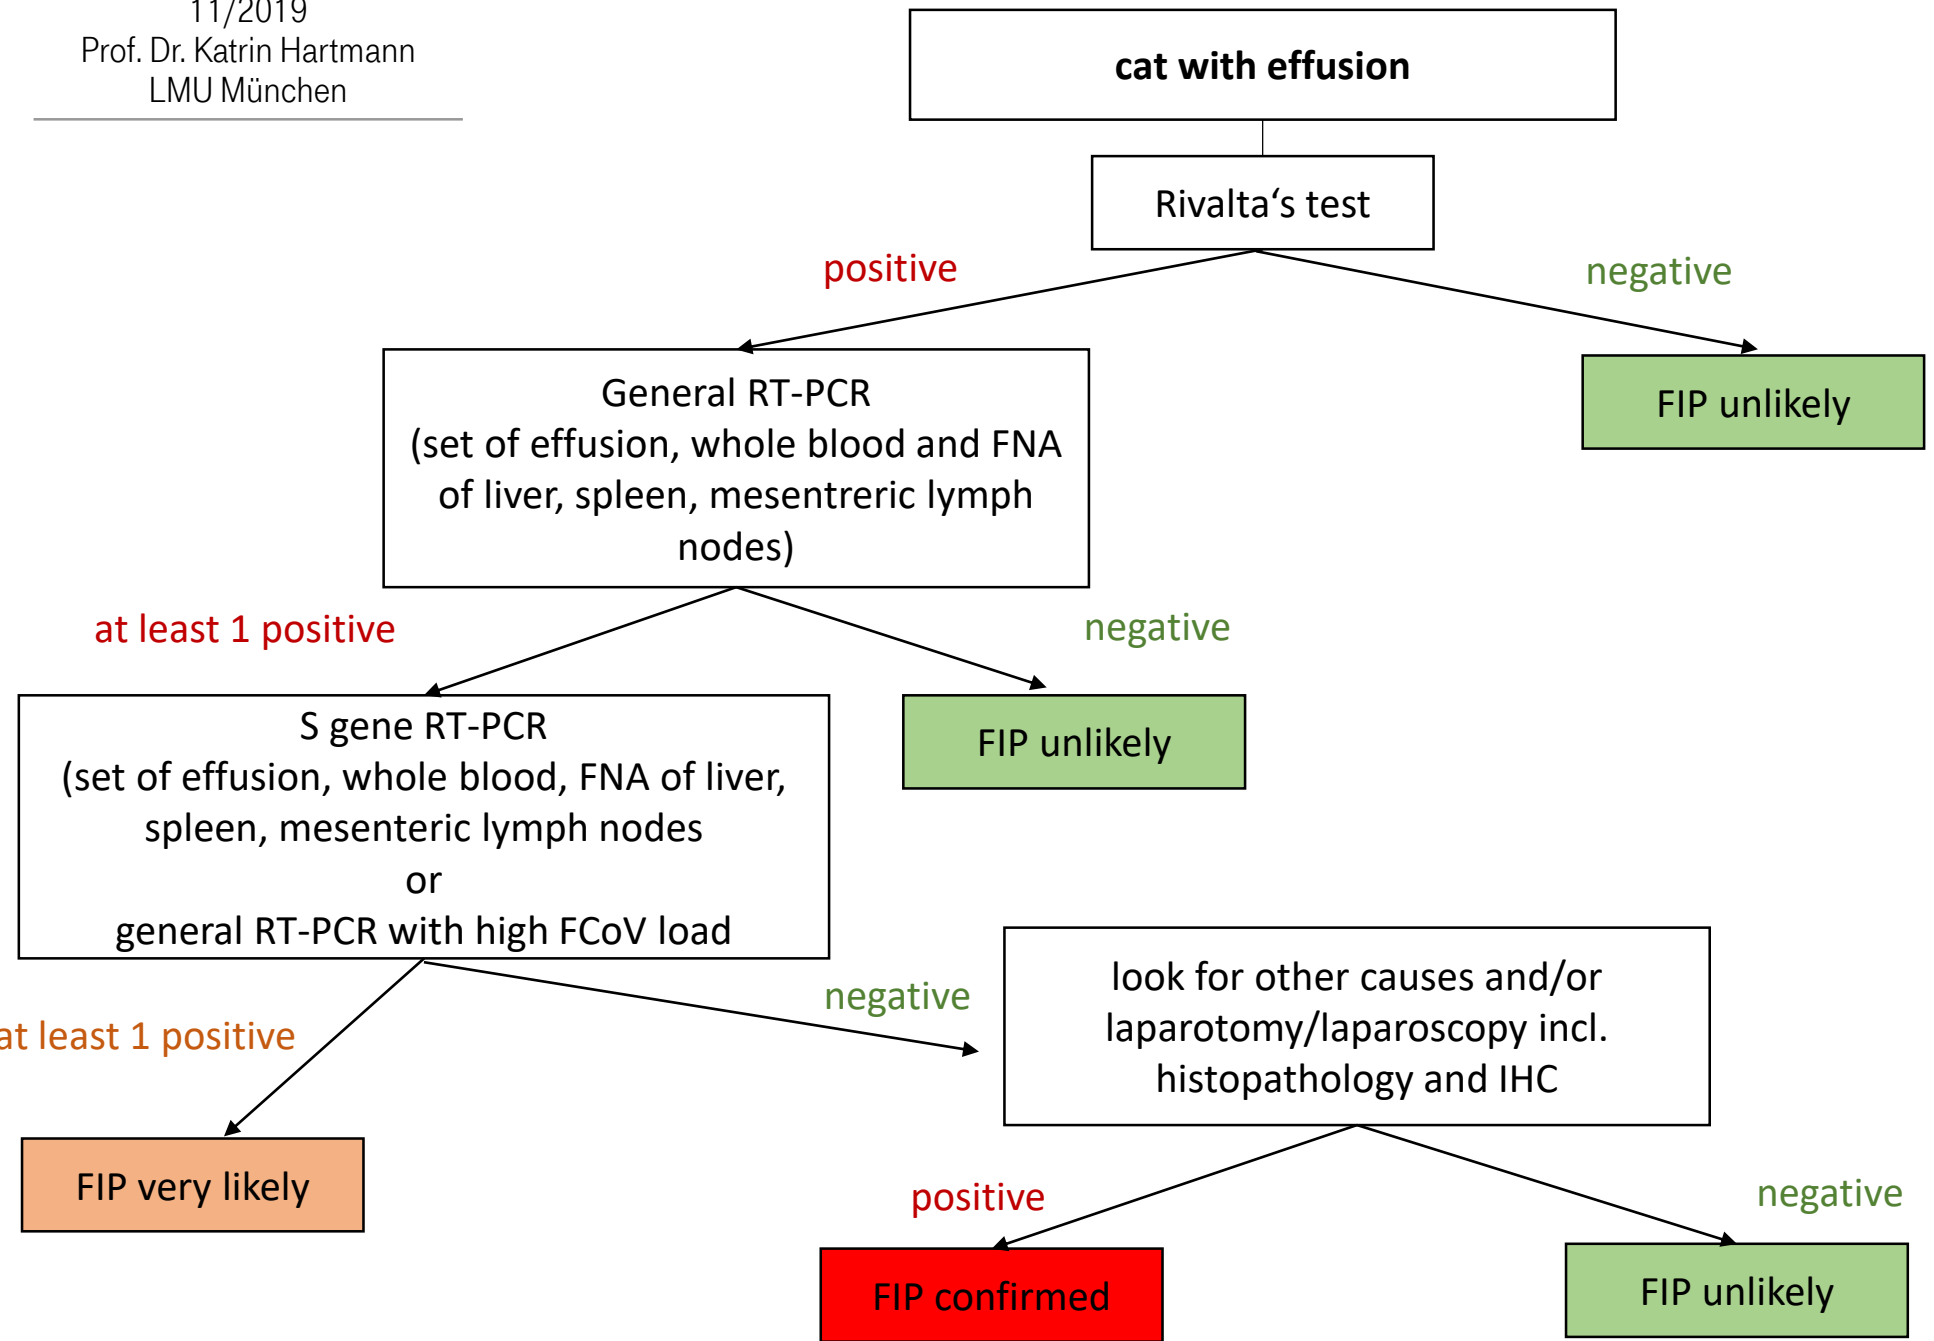 11/2019
Prof. Dr. Katrin Hartmann
LMU München
cat with effusion
Rivalta‘s test
positive
negative
General RT-PCR
(set of effusion, whole blood and FNA
of liver, spleen, mesentreric lymph
nodes)
FIP unlikely
at least 1 positive
negative
S gene RT-PCR
(set of effusion, whole blood, FNA of liver,
spleen, mesenteric lymph nodes
or
general RT-PCR with high FCoV load
FIP unlikely
at least 1 positive
negative
look for other causes and/or
laparotomy/laparoscopy incl.
histopathology and IHC
FIP very likely
positive
negative
FIP confirmed
FIP unlikely